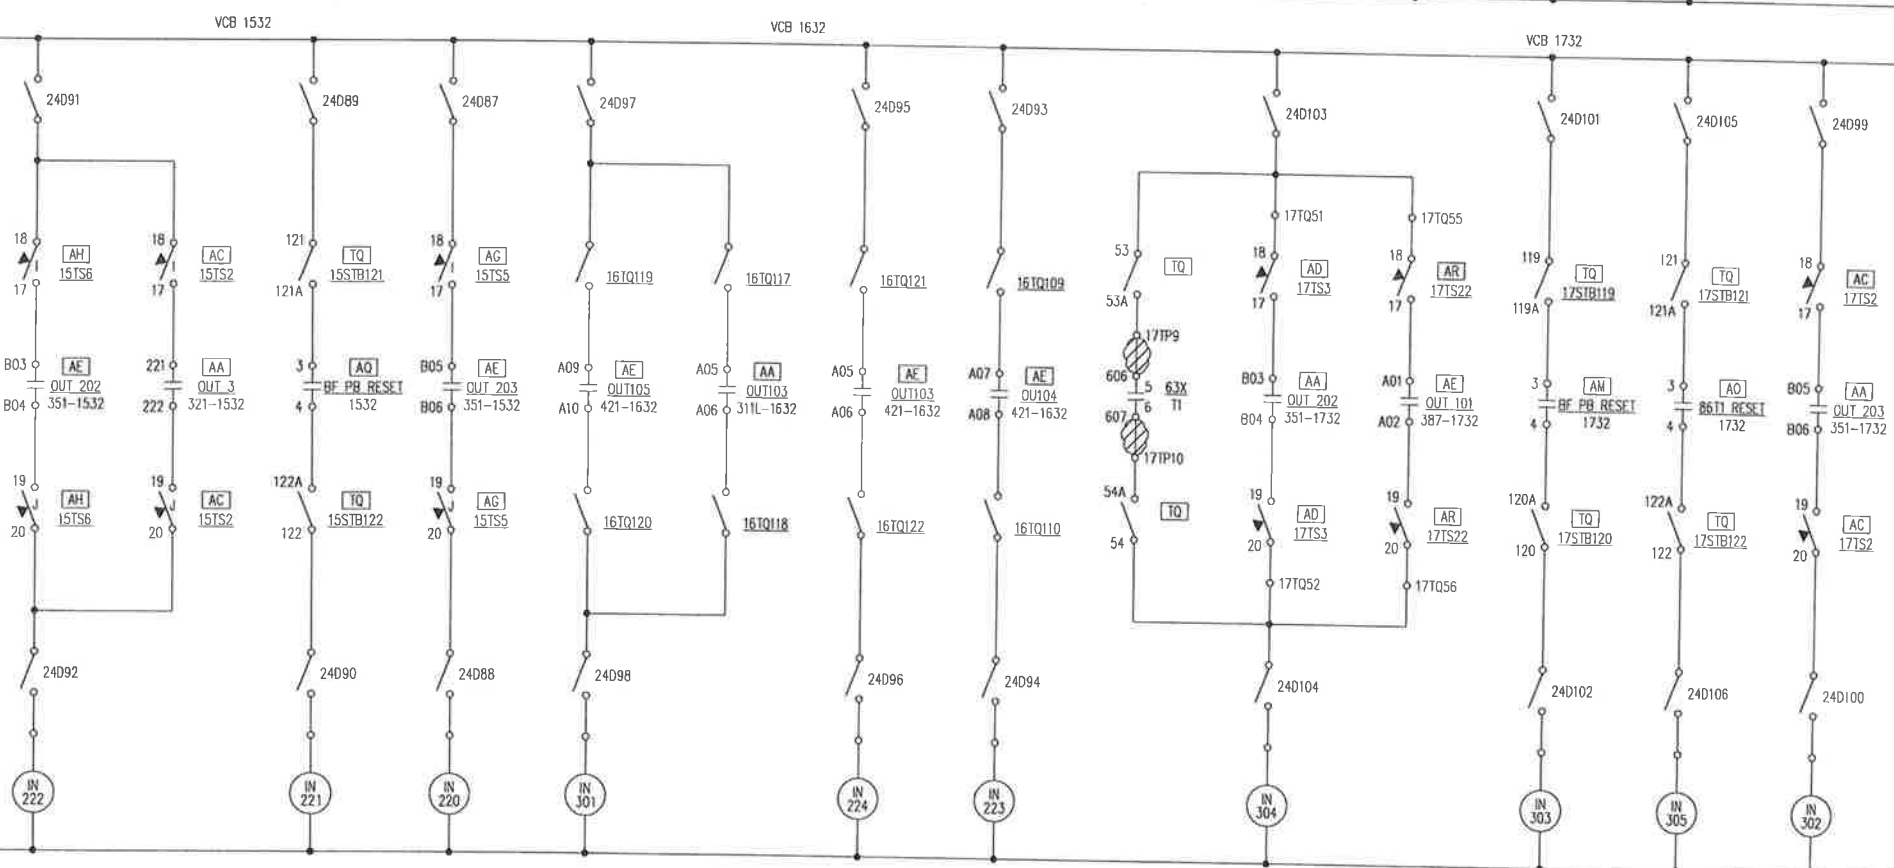 VCB 1532
VCB 1632
VCB 1732
24D91
24D89
24D87
24D97
24D95
24D93
24D103
24D101
24D105
24D99
17TQ51
17TQ55
18
AH
15TS6
17
18
AC
15TS2
17
121
TQ
15STB121
121A
18
AG
15TS5
17
16TQ119
16TQ117
16TQ121
16TQ109
53
TQ
53A
18
AD
17TS3
17
18
AR
17TS22
17
119
TQ
17STB119
119A
121
TQ
17STB121
121A
18
AC
17TS2
17
B03
AE
OUT 202
B04
351-1532
221
AA
OUT 3
222
321-1532
3
AQ
BF PB RESET
4
1532
B05
AE
OUT 203
B06
351-1532
A09
AE
OUT105
A10
421-1632
A05
AA
OUT103
A06
311L-1632
A05
AE
OUT103
A06
421-1632
A07
AE
OU104
A08
421-1632
17TP9
606
5
63X
6
T1
607
17TP10
B03
AA
OUT 202
B04
351-1732
A01
AE
OUT 101
A02
387-1732
3
AM
BF PB RESET
4
1732
3
AO
86T1 RESET
4
1732
B05
AA
OUT 203
B06
351-1732
19
AH
15TS6
20
19
AC
15TS2
20
122A
TQ
15STB122
122
19
AG
15TS5
20
16TQ120
16TQ118
16TQ122
16TQ110
54A
TQ
54
19
AD
17TS3
20
19
AR
17TS22
20
120A
TQ
17STB120
120
122A
TQ
17STB122
122
19
AC
17TS2
20
17TQ52
17TQ56
24D92
24D90
24D88
24D98
24D96
24D94
24D104
24D102
24D106
24D100
IN
222
IN
221
IN
220
IN
301
IN
224
IN
223
IN
304
IN
303
IN
305
IN
302